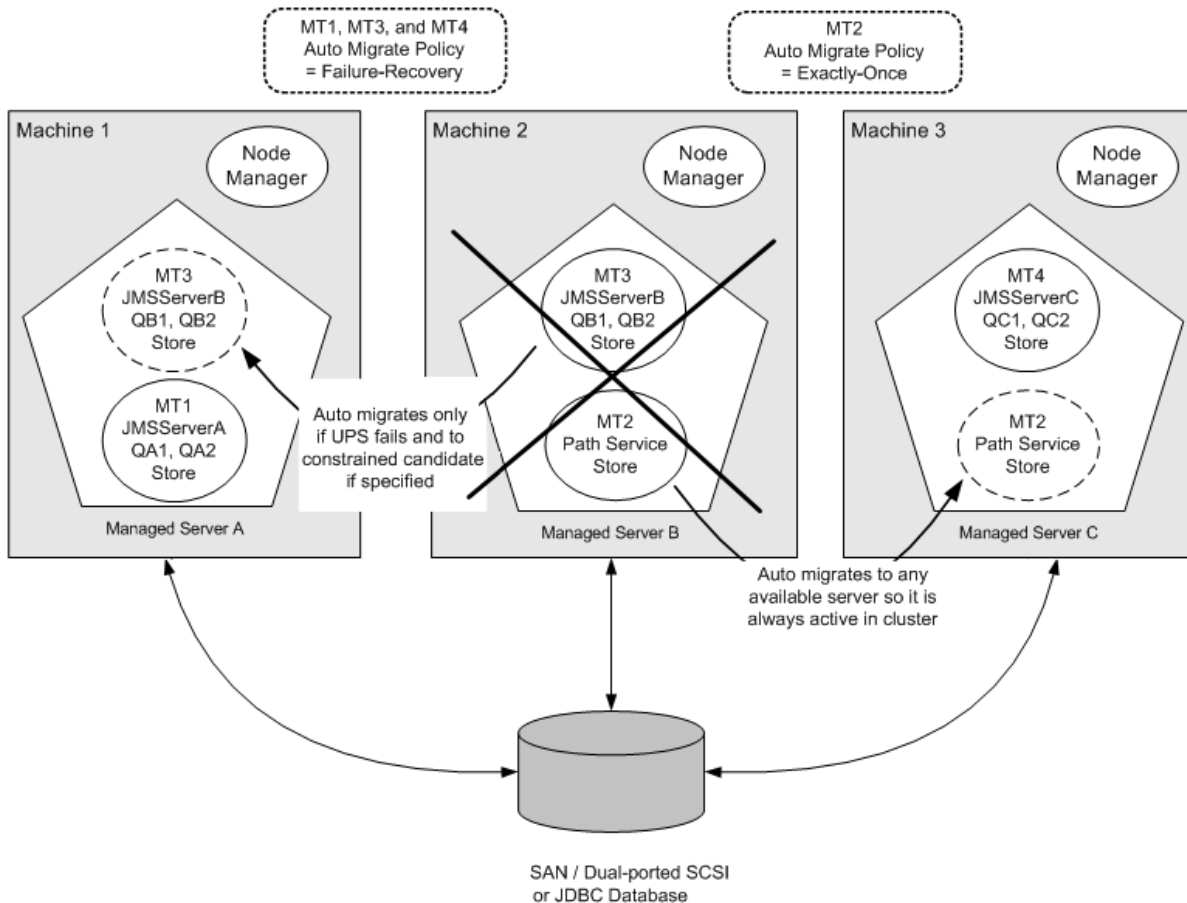 MT1, MT3, and MT4
Auto Migrate Policy
= Failure-Recovery
MT2
Auto Migrate Policy
= Exactly-Once
Machine 1
Node
Manager
MT3
JMSServerB
QB1, QB2
Store
MT1
JMSServerA
QA1, QA2
Store
Managed Server A
Auto migrates only
if UPS fails and to
constrained candidate
if specified
Machine 2
Node
Manager
MT3
JMSServerB
QB1, QB2
Store
MT2
Path Service
Store
Managed Server B
Machine 3
Node
Manager
MT4
JMSServerC
QC1, QC2
Store
MT2
Path Service
Store
Managed Server C
Auto migrates to any
available server so it is
always active in cluster
SAN / Dual-ported SCSI
or JDBC Database